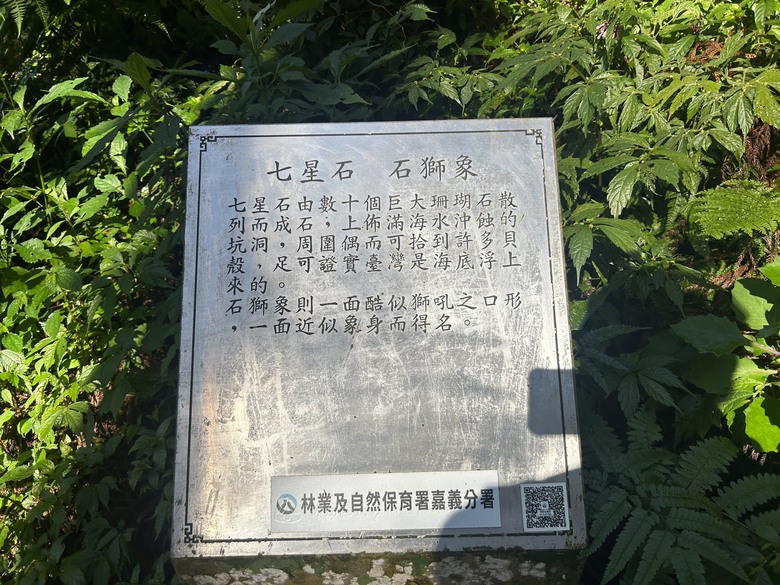 七星石　石獅象
七星石由數十個巨大珊瑚石散
列而成，石上佈滿海水沖蝕的
坑洞，周圍偶而可拾到許多貝
殼，足可證實臺灣是海底浮上
來的。
石獅象則一面酷似獅吼之口形
，一面近似象身而得名。
林業及自然保育署嘉義分署